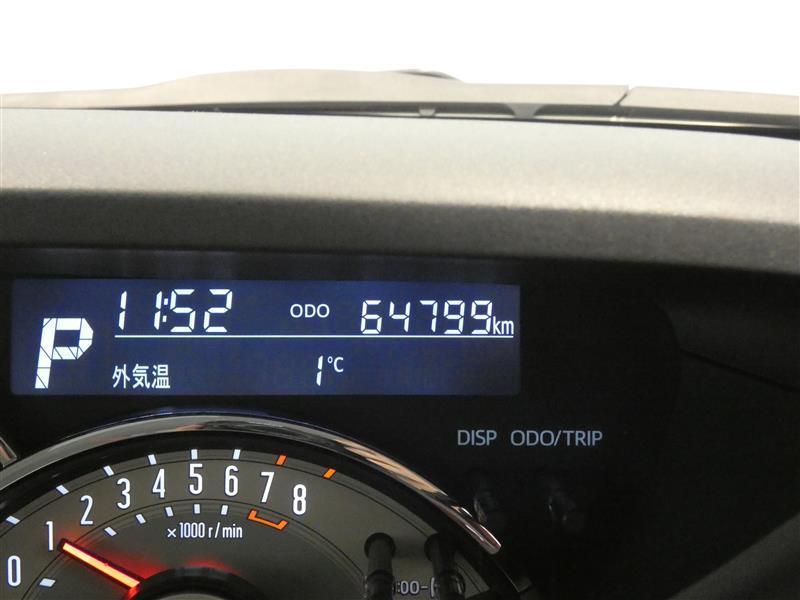 P 11:52 ODO 64799km
外気温 1°C
DISP ODO/TRIP
0 1 2 3 4 5 6 7 8
×1000 r/min